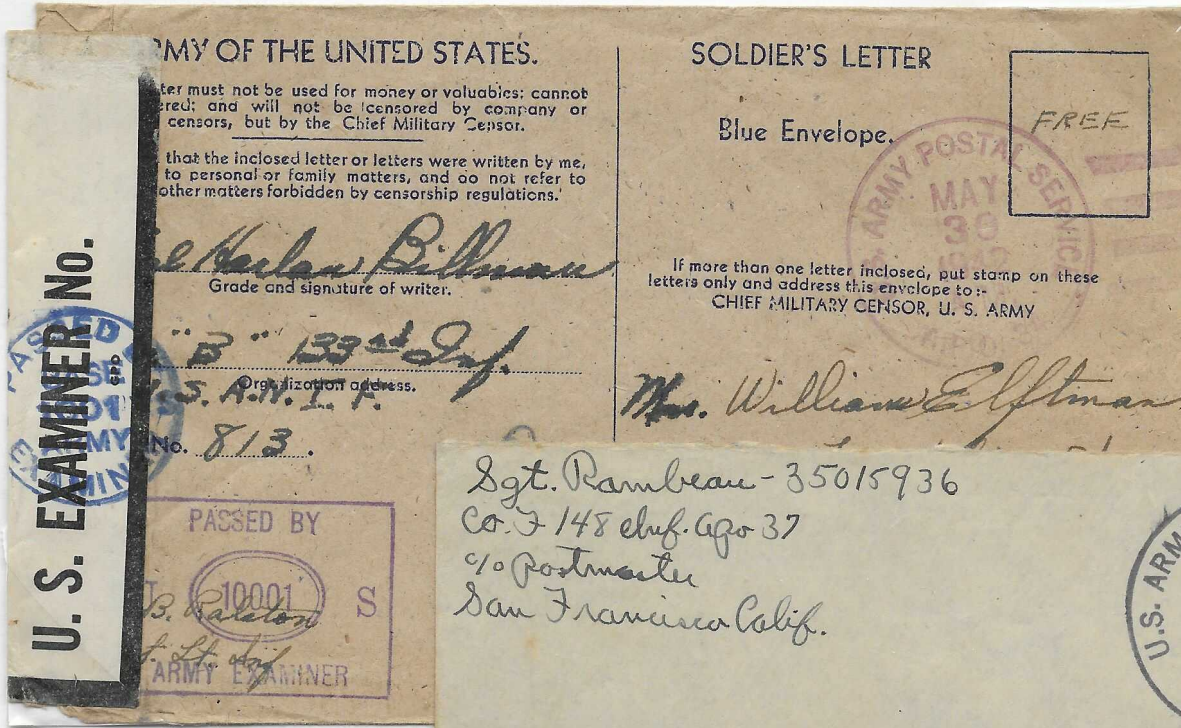 RMY OF THE UNITED STATES.
ter must not be used for money or valuables; cannot
ered; and will not be censored by company or
censors, but by the Chief Military Censor.
that the inclosed letter or letters were written by me,
to personal or family matters, and do not refer to
other matters forbidden by censorship regulations.
Harlan Billman
Grade and signature of writer.
"B" 133rd Inf.
Organization address.
U.S. A.N.I.F.
No. 813.
PASSED BY
10001
S
B. Ralston
1st. Lt. Inf
ARMY EXAMINER
U. S. EXAMINER No.
GPO
PASSED
ARMY
SOLDIER'S LETTER
Blue Envelope.
FREE
U.S. ARMY POSTAL SERVICE
MAY
30
If more than one letter inclosed, put stamp on these
letters only and address this envelope to:-
CHIEF MILITARY CENSOR, U. S. ARMY
Mrs. William Elftman
Sgt. Rambeau - 35015936
Co. F 148 Inf. apo 37
c/o Postmaster
San Francisco Calif.
U.S. ARM